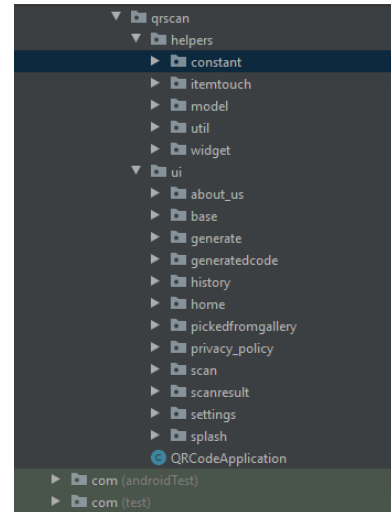 qrscan
helpers
constant
itemtouch
model
util
widget
ui
about_us
base
generate
generatedcode
history
home
pickedfromgallery
privacy_policy
scan
scanresult
settings
splash
C QRCodeApplication
com (androidTest)
com (test)